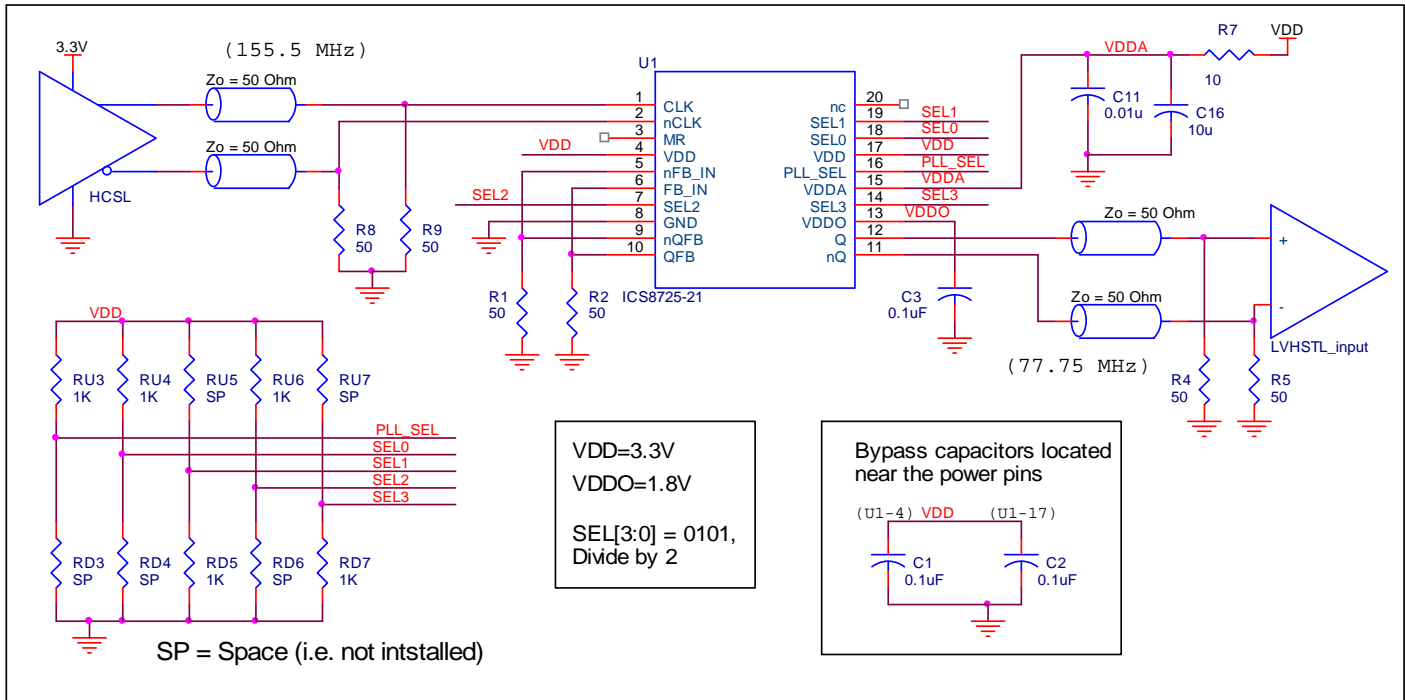 3.3V
(155.5 MHz)
Zo = 50 Ohm
Zo = 50 Ohm
HCSL
R8
50
R9
50
U1
1
2
3
4
5
6
7
8
9
10
CLK
nCLK
MR
VDD
nFB_IN
FB_IN
SEL2
GND
nQFB
QFB
VDD
SEL2
R1
50
R2
50
ICS8725-21
nc
SEL1
SEL0
VDD
PLL_SEL
VDDA
SEL3
VDDO
Q
nQ
20
19
18
17
16
15
14
13
12
11
SEL1
SEL0
VDD
PLL_SEL
VDDA
SEL3
VDDO
C3
0.1uF
VDDA
R7
10
VDD
C11
0.01u
C16
10u
Zo = 50 Ohm
Zo = 50 Ohm
(77.75 MHz)
+
-
LVHSTL_input
R4
50
R5
50
VDD
RU3
1K
RU4
1K
RU5
SP
RU6
1K
RU7
SP
PLL_SEL
SEL0
SEL1
SEL2
SEL3
RD3
SP
RD4
SP
RD5
1K
RD6
SP
RD7
1K
SP = Space (i.e. not intstalled)
VDD=3.3V
VDDO=1.8V
SEL[3:0] = 0101,
Divide by 2
Bypass capacitors located
near the power pins
(U1-4) VDD (U1-17)
C1
0.1uF
C2
0.1uF